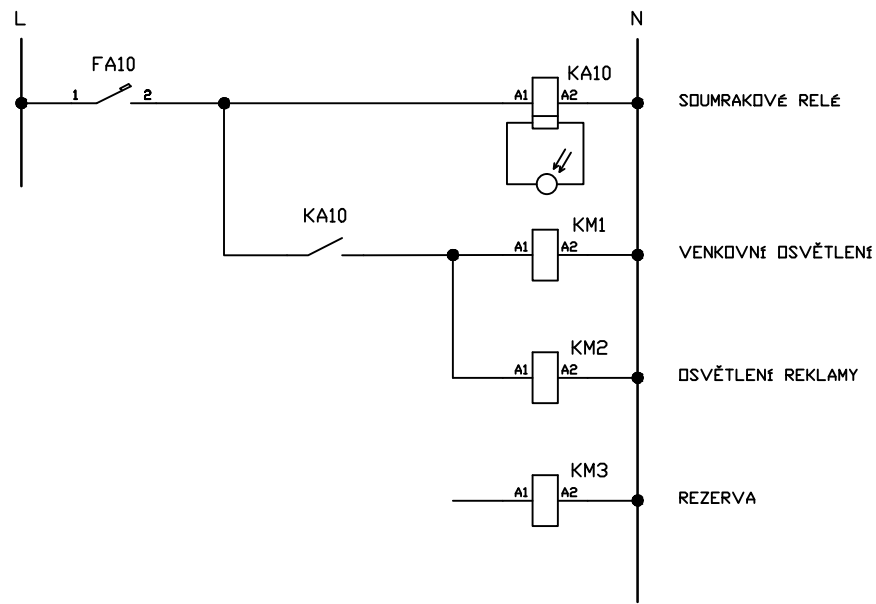 L N
FA10
1 2
KA10
A1 A2
SOUMRAKOVÉ RELÉ
KA10
KM1
A1 A2
VENKOVNÍ OSVĚTLENÍ
KM2
A1 A2
OSVĚTLENÍ REKLAMY
KM3
A1 A2
REZERVA